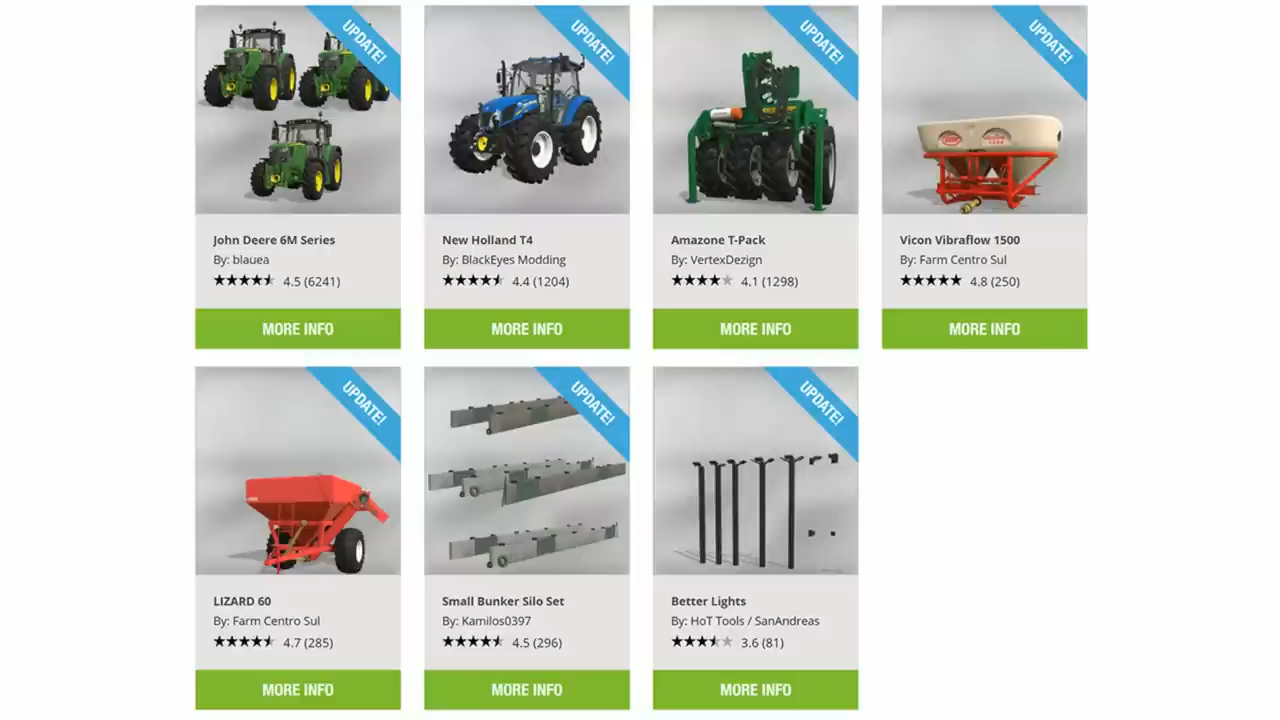 UPDATE!
UPDATE!
UPDATE!
UPDATE!
John Deere 6M Series
By: blauea
4.5 (6241)
MORE INFO
New Holland T4
By: BlackEyes Modding
4.4 (1204)
MORE INFO
Amazone T-Pack
By: VertexDezign
4.1 (1298)
MORE INFO
Vicon Vibraflow 1500
By: Farm Centro Sul
4.8 (250)
MORE INFO
UPDATE!
UPDATE!
UPDATE!
LIZARD 60
By: Farm Centro Sul
4.7 (285)
MORE INFO
Small Bunker Silo Set
By: Kamilos0397
4.5 (296)
MORE INFO
Better Lights
By: HoT Tools / SanAndreas
3.6 (81)
MORE INFO